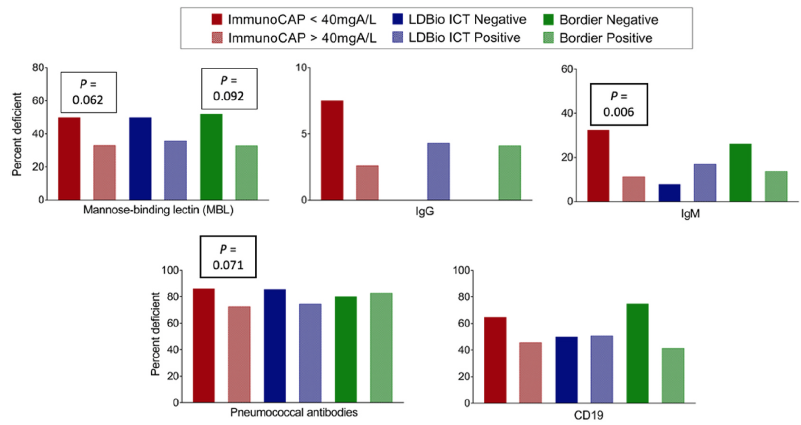 ImmunoCAP < 40mgA/L LDBio ICT Negative Bordier Negative
ImmunoCAP > 40mgA/L LDBio ICT Positive Bordier Positive
Percent deficient
80
60
40
20
0
P =
0.062
P =
0.092
Mannose-binding lectin (MBL)
10
5
0
IgG
60
40
20
0
P =
0.006
IgM
Percent deficient
100
80
60
40
20
0
P =
0.071
Pneumococcal antibodies
100
80
60
40
20
0
CD19